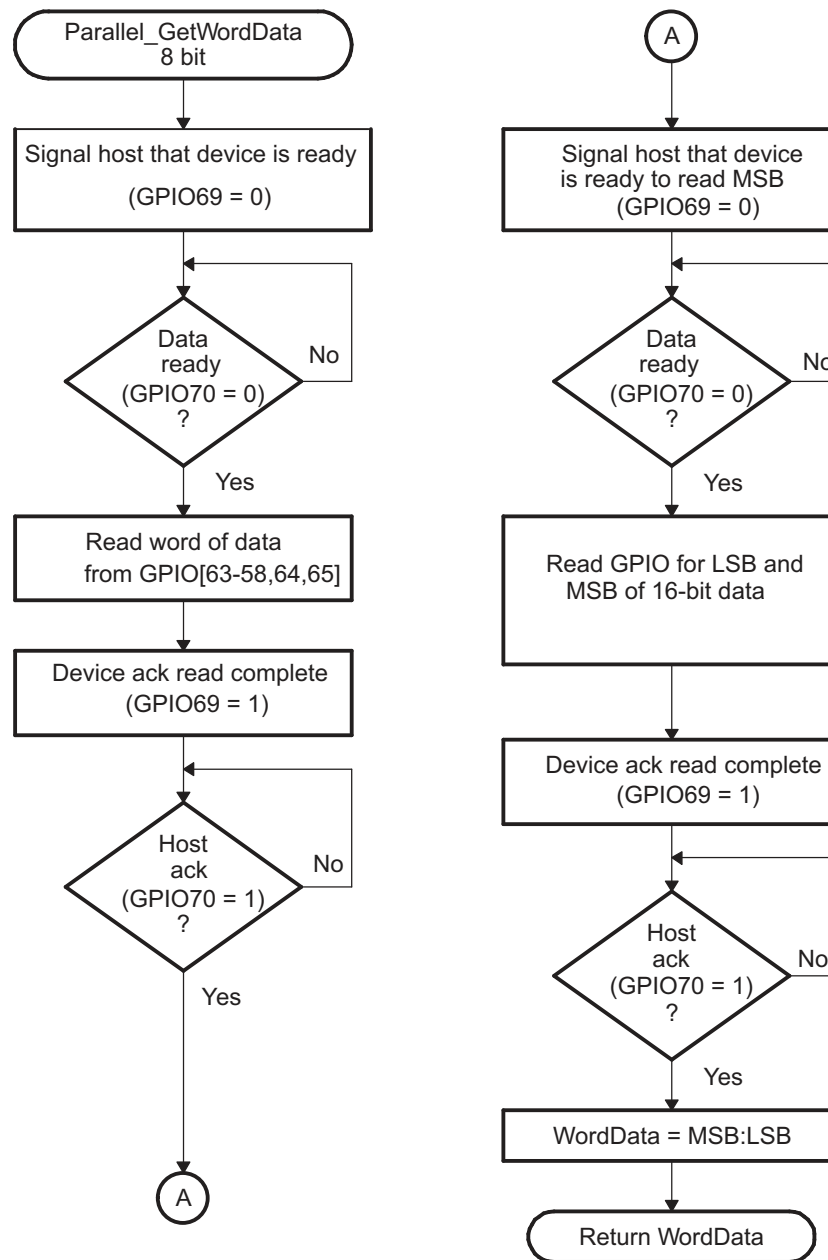 Parallel_GetWordData
8 bit
Signal host that device is ready
(GPIO69 = 0)
Data
ready
(GPIO70 = 0)
?
No
Yes
Read word of data
from GPIO[63-58,64,65]
Device ack read complete
(GPIO69 = 1)
Host
ack
(GPIO70 = 1)
?
No
Yes
A
A
Signal host that device
is ready to read MSB
(GPIO69 = 0)
Data
ready
(GPIO70 = 0)
?
No
Yes
Read GPIO for LSB and
MSB of 16-bit data
Device ack read complete
(GPIO69 = 1)
Host
ack
(GPIO70 = 1)
?
No
Yes
WordData = MSB:LSB
Return WordData